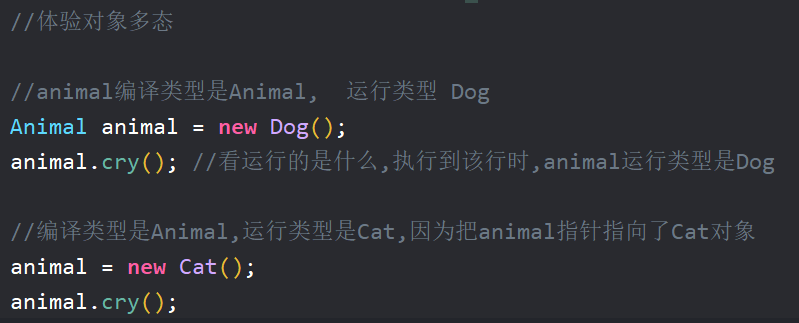 //体验对象多态
//animal编译类型是Animal,  运行类型 Dog
Animal animal = new Dog();
animal.cry(); //看运行的是什么,执行到该行时,animal运行类型是Dog
//编译类型是Animal,运行类型是Cat,因为把animal指针指向了Cat对象
animal = new Cat();
animal.cry();